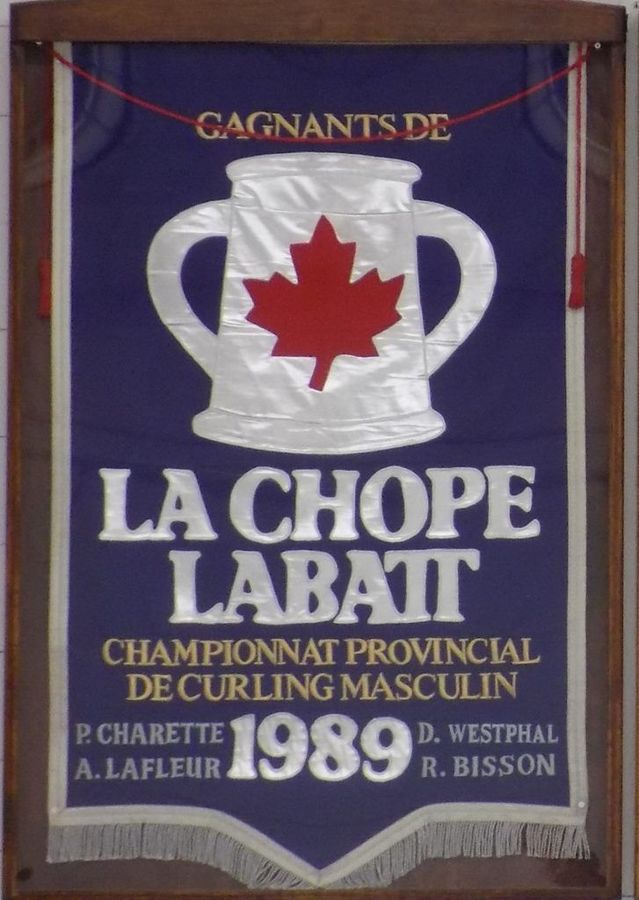 GAGNANTS DE
LA CHOPE
LABATT
CHAMPIONNAT PROVINCIAL
DE CURLING MASCULIN
P. CHARETTE 1989 D. WESTPHAL
A. LAFLEUR R. BISSON